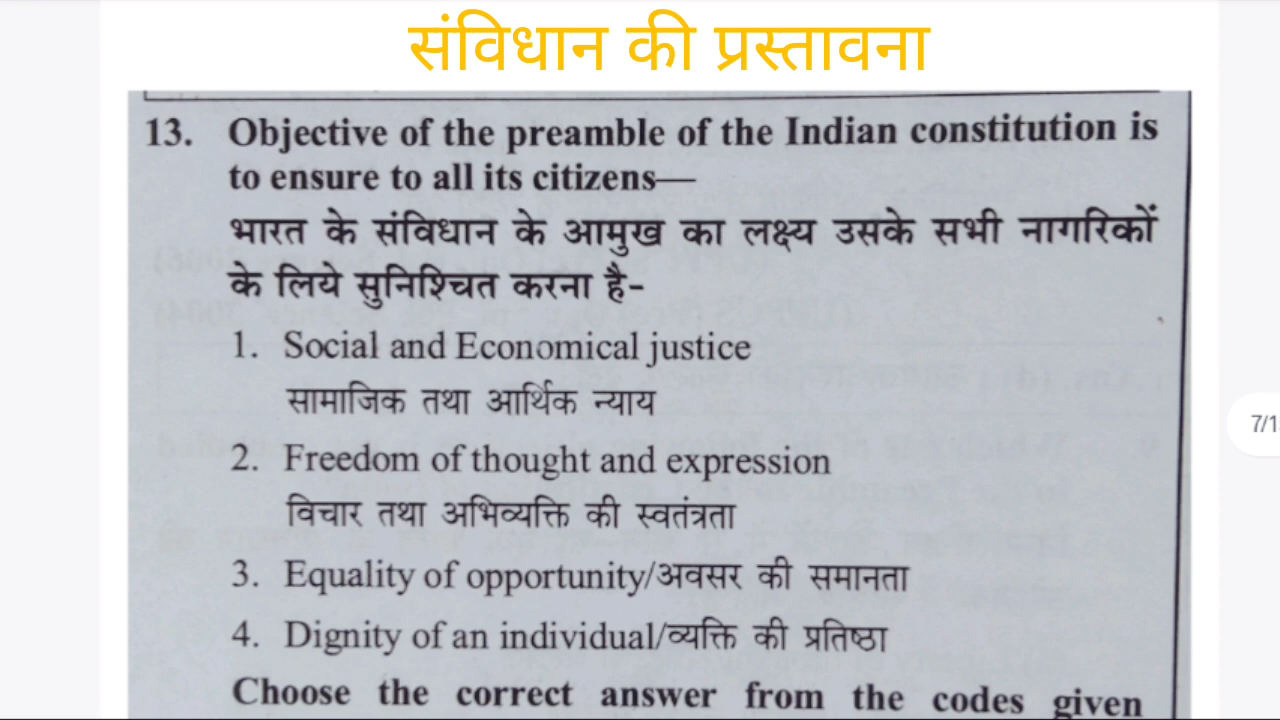 संविधान की प्रस्तावना
13. Objective of the preamble of the Indian constitution is
to ensure to all its citizens—
भारत के संविधान के आमुख का लक्ष्य उसके सभी नागरिकों
के लिये सुनिश्चित करना है-
1. Social and Economical justice
सामाजिक तथा आर्थिक न्याय
2. Freedom of thought and expression
विचार तथा अभिव्यक्ति की स्वतंत्रता
3. Equality of opportunity/अवसर की समानता
7/1
4. Dignity of an individual/व्यक्ति की प्रतिष्ठा
Choose the correct answer from the codes given